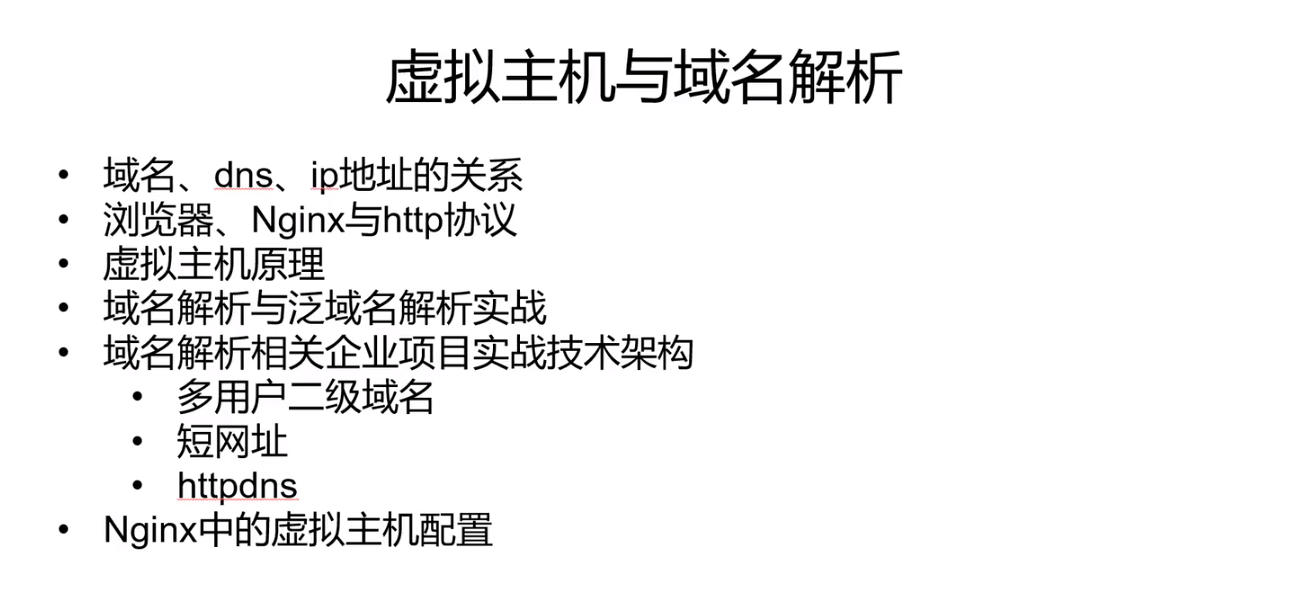 虚拟主机与域名解析
• 域名、dns、ip地址的关系
• 浏览器、Nginx与http协议
• 虚拟主机原理
• 域名解析与泛域名解析实战
• 域名解析相关企业项目实战技术架构
• 多用户二级域名
• 短网址
• httpdns
• Nginx中的虚拟主机配置